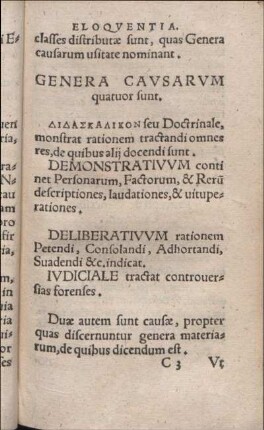 ELOQVENTIA.
classes distributæ sunt, quas Genera
causarum usitate nominant.
GENERA CAVSARVM
quatuor sunt.
ΔΙΔΑΣΚΑΛΙΚΟΝ seu Doctrinale,
monstrat rationem tractandi omnes
res, de quibus alij docendi sunt.
DEMONSTRATIVVM conti
net Personarum, Factorum, & Rerũ
descriptiones, laudationes, & uitupe-
rationes.
DELIBERATIVVM rationem
Petendi, Consolandi, Adhortandi,
Suadendi &c. indicat.
IVDICIALE tractat controuer-
sias forenses.
Duæ autem sunt causæ, propter
quas discernuntur genera materia-
rum, de quibus dicendum est.
C 3 Vt